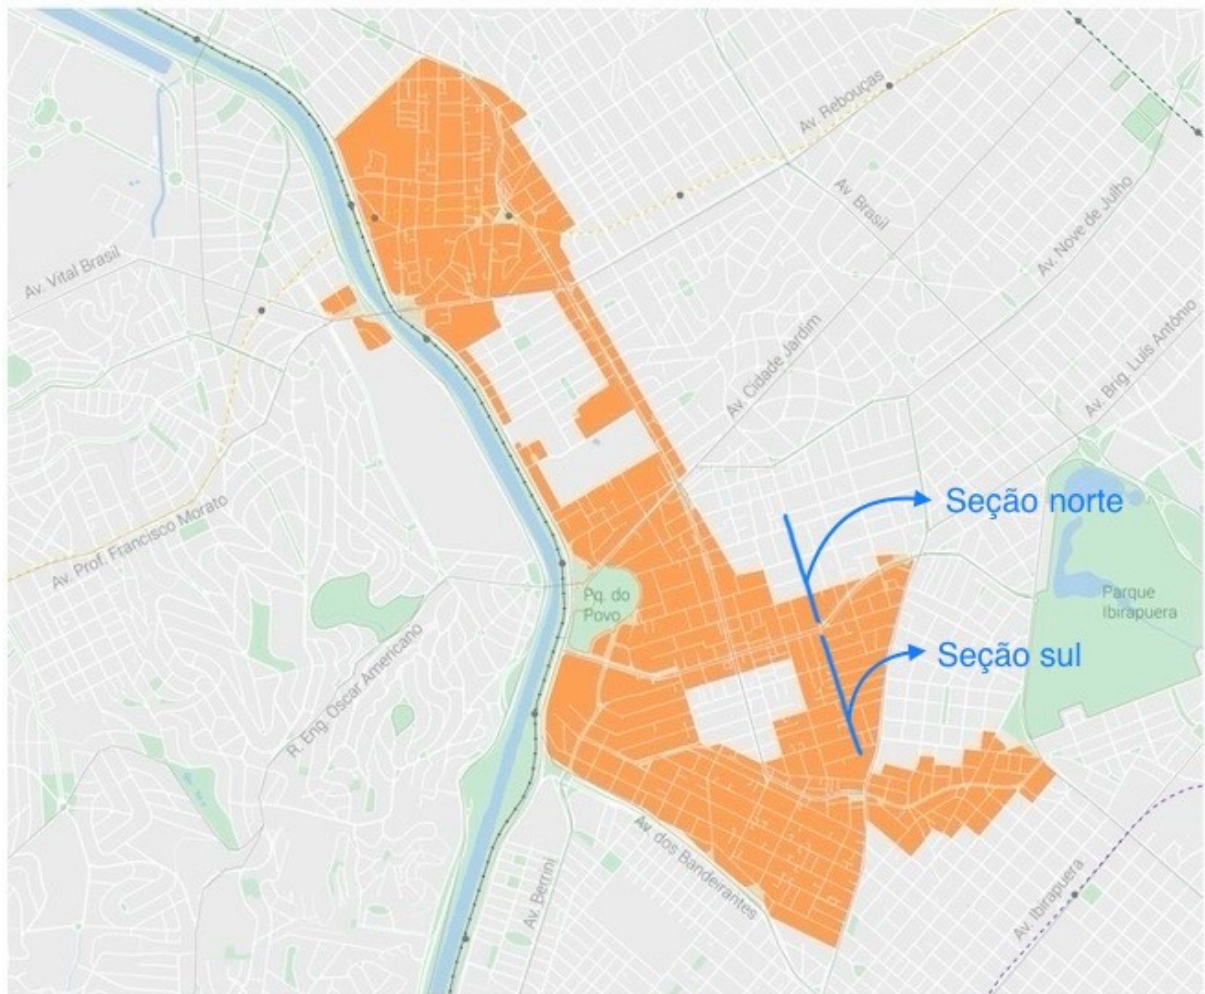 Av. Rebouças
Av. Brasil
Av. Nove de Julho
Av. Vital Brasil
Av. Brig. Luís Antônio
Av. Cidade Jardim
Seção norte
Av. Prof. Francisco Morato
Pq. do
Povo
Parque
Ibirapuera
Seção sul
R. Eng. Oscar Americano
Av. dos Bandeirantes
Av. Berrini
Av. Ibirapuera